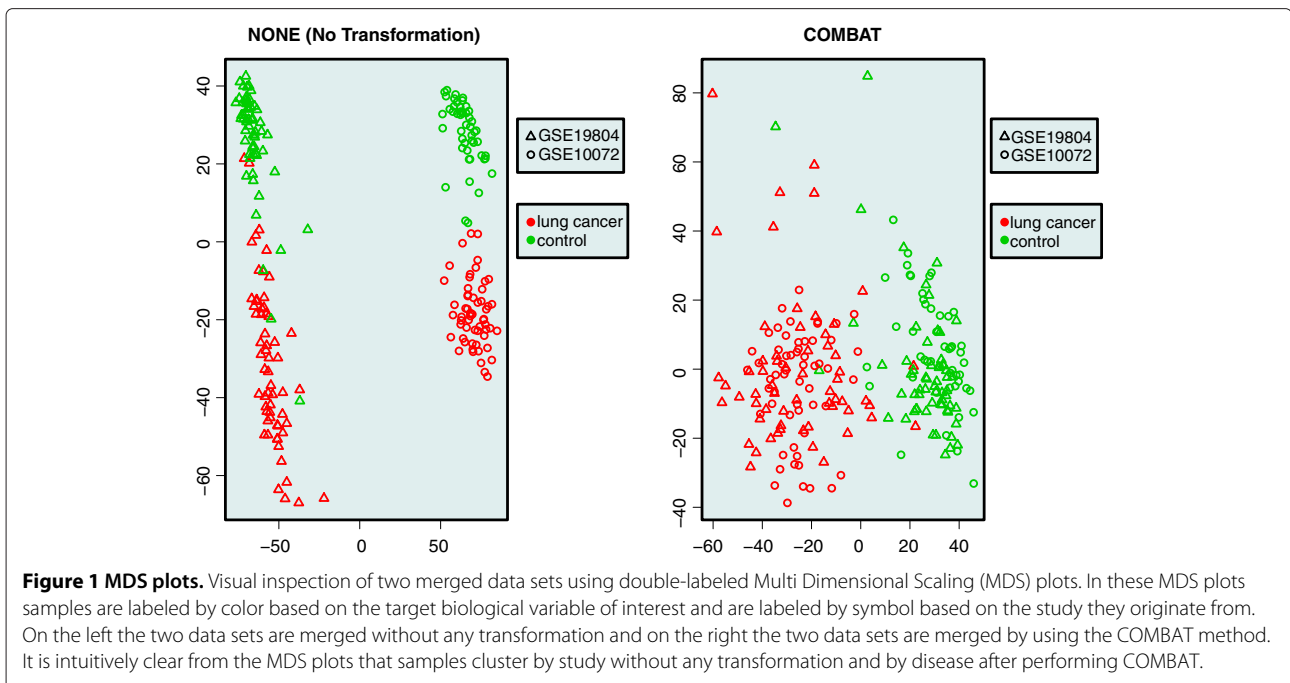 NONE (No Transformation)
40
20
0
−20
−40
−60
−50 0 50
GSE19804
GSE10072
lung cancer
control
COMBAT
80
60
40
20
0
−20
−40
−60 −40 −20 0 20 40
GSE19804
GSE10072
lung cancer
control
Figure 1 MDS plots. Visual inspection of two merged data sets using double-labeled Multi Dimensional Scaling (MDS) plots. In these MDS plots
samples are labeled by color based on the target biological variable of interest and are labeled by symbol based on the study they originate from.
On the left the two data sets are merged without any transformation and on the right the two data sets are merged by using the COMBAT method.
It is intuitively clear from the MDS plots that samples cluster by study without any transformation and by disease after performing COMBAT.